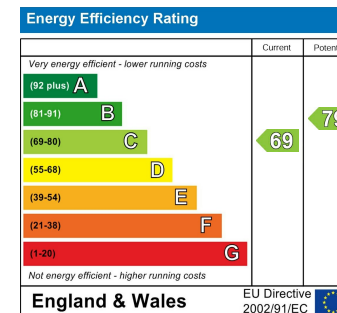 Energy Efficiency Rating
Current Poten
Very energy efficient - lower running costs
(92 plus) A
(81-91) B
(69-80) C 69
(55-68) D
(39-54) E
(21-38) F
(1-20) G
Not energy efficient - higher running costs
England & Wales
EU Directive
2002/91/EC